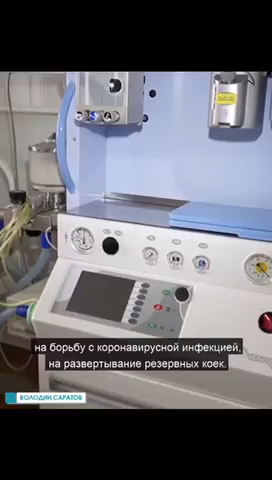 на борьбу с коронавирусной инфекцией,
на развертывание резервных коек.
ВОЛОДИН.САРАТОВ